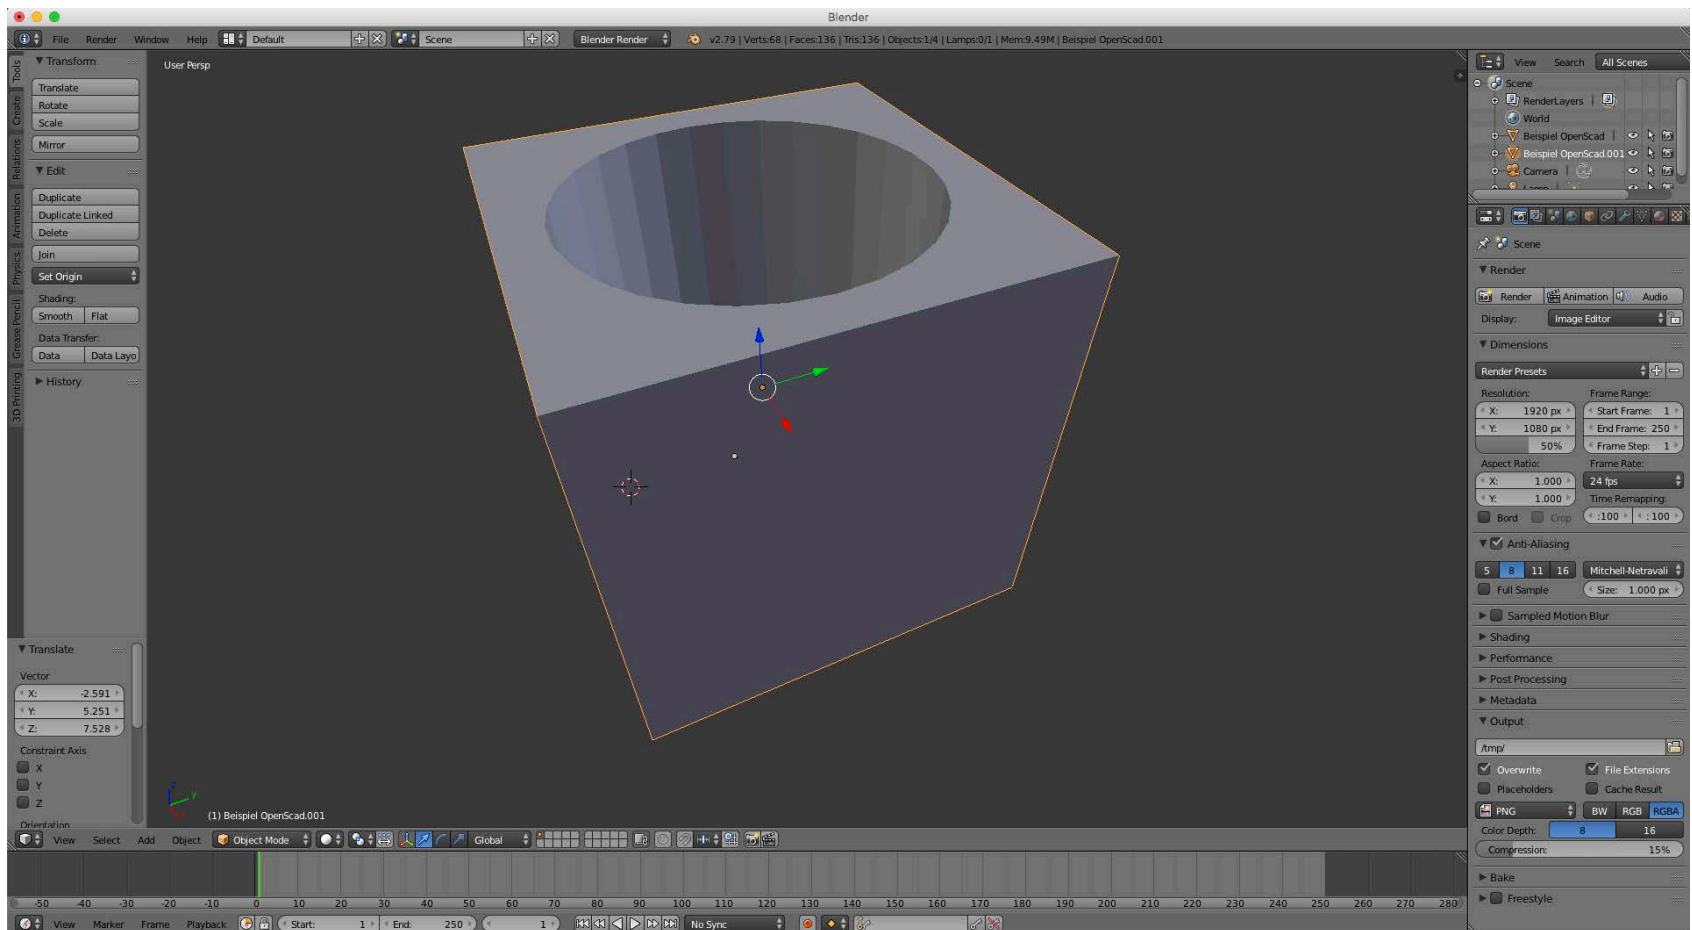 Blender
File Render Window Help Default Scene Blender Render v2.79 | Verts:68 | Faces:136 | Tris:136 | Objects:1/4 | Lamps:0/1 | Mem:9.49M | Beispiel OpenScad.001
Tools
Create
Relations
Animation
Physics
Grease Pencil
3D Printing
Transform
Translate
Rotate
Scale
Mirror
Edit
Duplicate
Duplicate Linked
Delete
Join
Set Origin
Shading:
Smooth Flat
Data Transfer:
Data Data Layo
History
Translate
Vector
X: -2.591
Y: 5.251
Z: 7.528
Constraint Axis
X
Y
Z
Orientation
User Persp
z
y
(1) Beispiel OpenScad.001
View Select Add Object Object Mode Global
-50 -40 -30 -20 -10 0 10 20 30 40 50 60 70 80 90 100 110 120 130 140 150 160 170 180 190 200 210 220 230 240 250 260 270 280
View Marker Frame Playback Start: 1 End: 250 1 No Sync
View Search All Scenes
Scene
RenderLayers |
World
Beispiel OpenScad |
Beispiel OpenScad.001
Camera |
Lamp |
Scene
Render
Render Animation Audio
Display: Image Editor
Dimensions
Render Presets
Resolution: Frame Range:
X: 1920 px Start Frame: 1
Y: 1080 px End Frame: 250
50% Frame Step: 1
Aspect Ratio: Frame Rate:
X: 1.000 24 fps
Y: 1.000 Time Remapping:
Bord Crop :100 : 100
Anti-Aliasing
5 8 11 16 Mitchell-Netravali
Full Sample Size: 1.000 px
Sampled Motion Blur
Shading
Performance
Post Processing
Metadata
Output
/tmp/
Overwrite File Extensions
Placeholders Cache Result
PNG BW RGB RGBA
Color Depth: 8 16
Compression: 15%
Bake
Freestyle